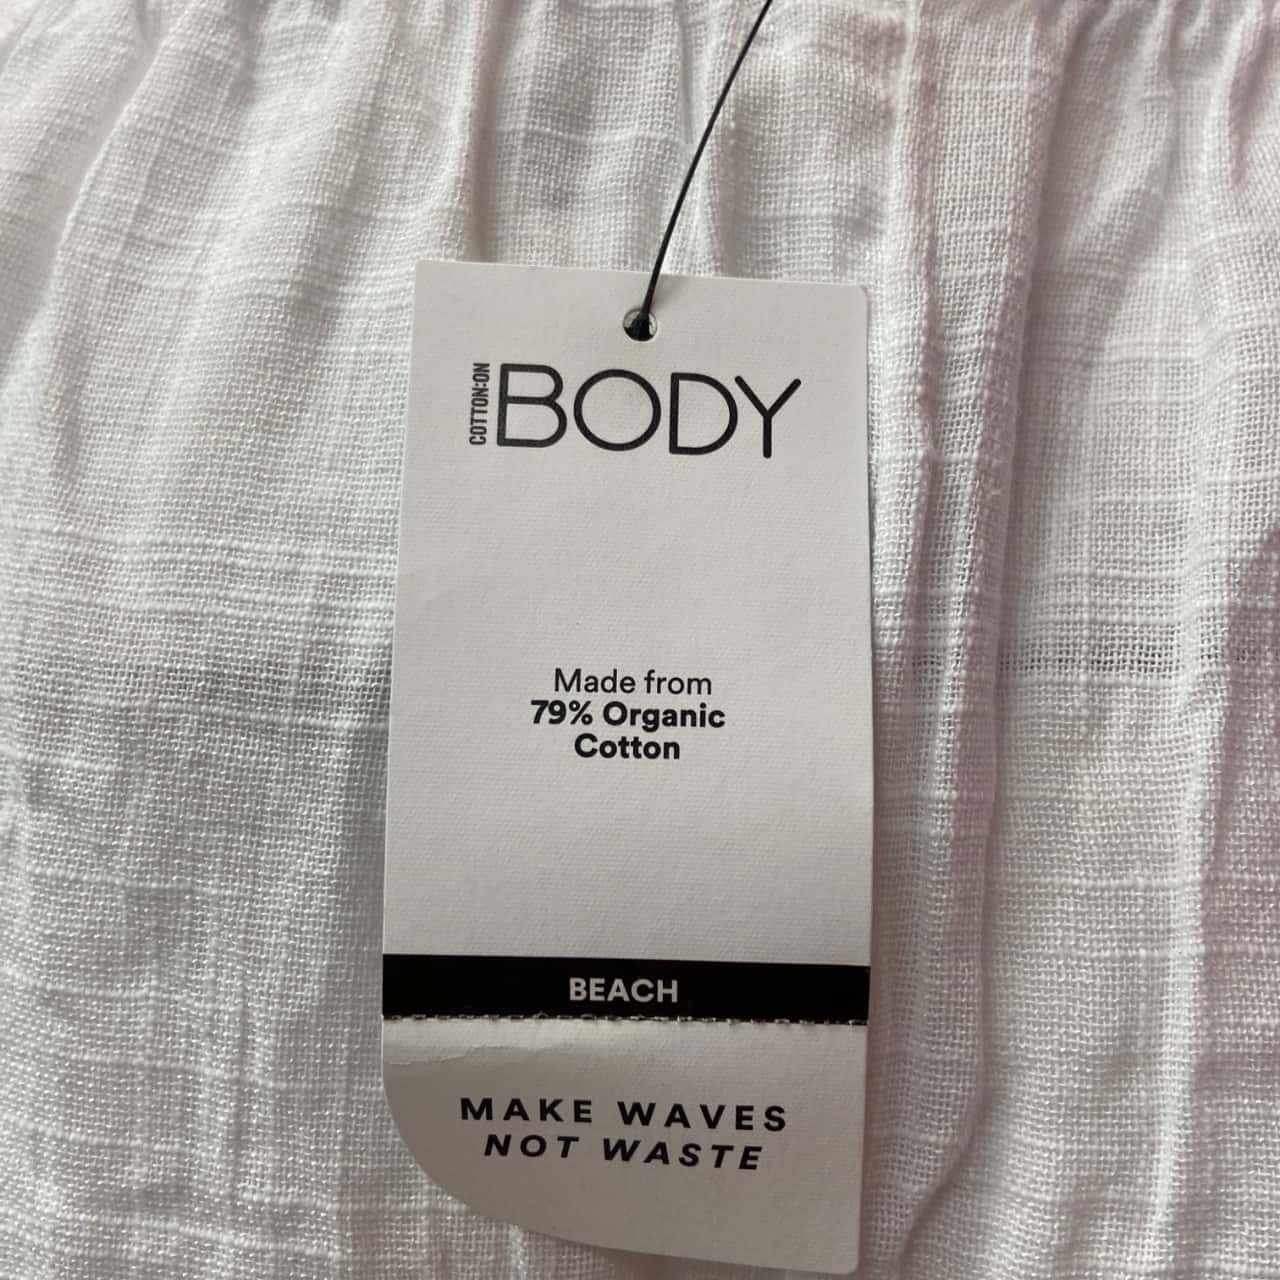 COTTON:ON
BODY
Made from
79% Organic
Cotton
BEACH
MAKE WAVES
NOT WASTE